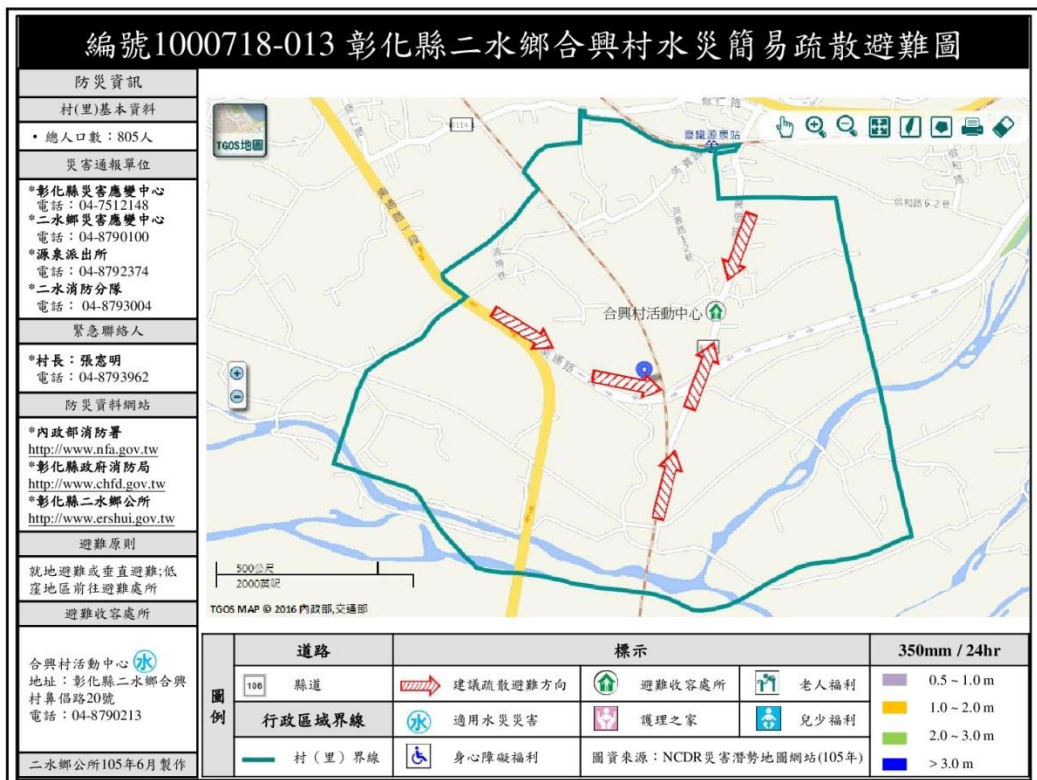 編號1000718-013 彰化縣二水鄉合興村水災簡易疏散避難圖
防災資訊
村(里)基本資料
• 總人口數：805人
災害通報單位
*彰化縣災害應變中心
電話：04-7512148
*二水鄉災害應變中心
電話：04-8790100
*源泉派出所
電話：04-8792374
*二水消防分隊
電話： 04-8793004
緊急聯絡人
*村長：張憲明
電話：04-8793962
防災資料網站
*內政部消防署
http://www.nfa.gov.tw
*彰化縣政府消防局
http://www.chfd.gov.tw
*彰化縣二水鄉公所
http://www.ershui.gov.tw
避難原則
就地避難或垂直避難;低
窪地區前往避難處所
避難收容處所
合興村活動中心 水
地址：彰化縣二水鄉合興
村鼻倡路20號
電話：04-8790213
二水鄉公所105年6月製作
TGOS地圖
114
臺鐵源泉站
員集路一段
合興村活動中心
500公尺
2000英呎
TGOS MAP © 2016 內政部,交通部
圖例
道路
標示
350mm / 24hr
106 縣道
建議疏散避難方向
避難收容處所
老人福利
行政區域界線
水 適用水災災害
護理之家
兒少福利
村（里）界線
身心障礙福利
圖資來源：NCDR災害潛勢地圖網站(105年)
0.5 ~ 1.0 m
1.0 ~ 2.0 m
2.0 ~ 3.0 m
> 3.0 m